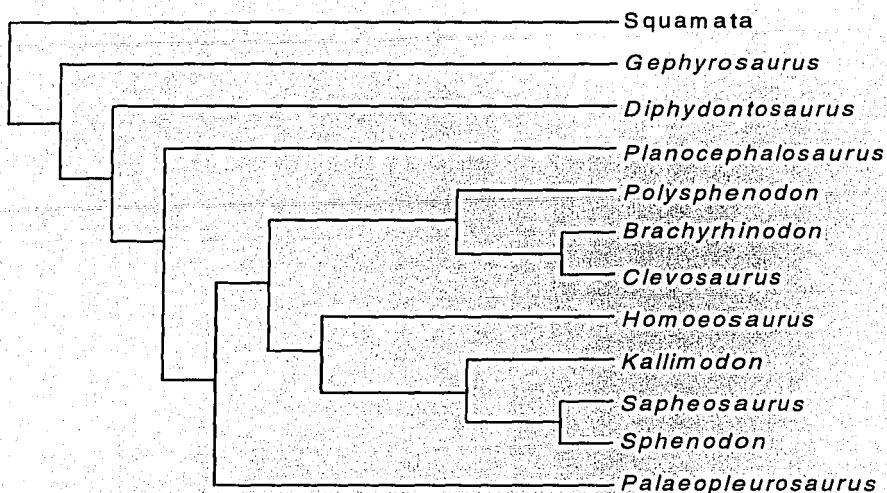 Squamata
Gephyrosaurus
Diphydontosaurus
Planocephalosaurus
Polysphenodon
Brachyrhinodon
Clevosaurus
Homoeosaurus
Kallimodon
Sapheosaurus
Sphenodon
Palaeopleurosaurus